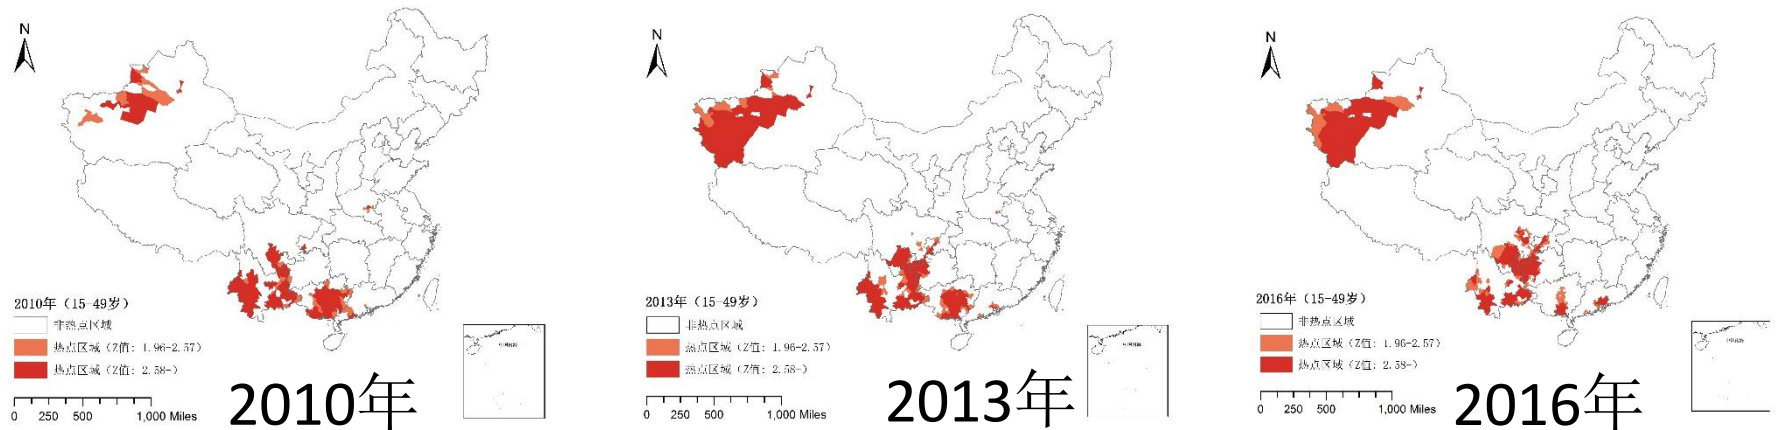 N
2010年（15-49岁）
非热点区域
热点区域（Z值: 1.96-2.57）
热点区域（Z值: 2.58-）
0 250 500 1,000 Miles
2010年
N
2013年（15-49岁）
非热点区域
热点区域（Z值: 1.96-2.57）
热点区域（Z值: 2.58-）
0 250 500 1,000 Miles
2013年
N
2016年（15-49岁）
非热点区域
热点区域（Z值: 1.96-2.57）
热点区域（Z值: 2.58-）
0 250 500 1,000 Miles
2016年